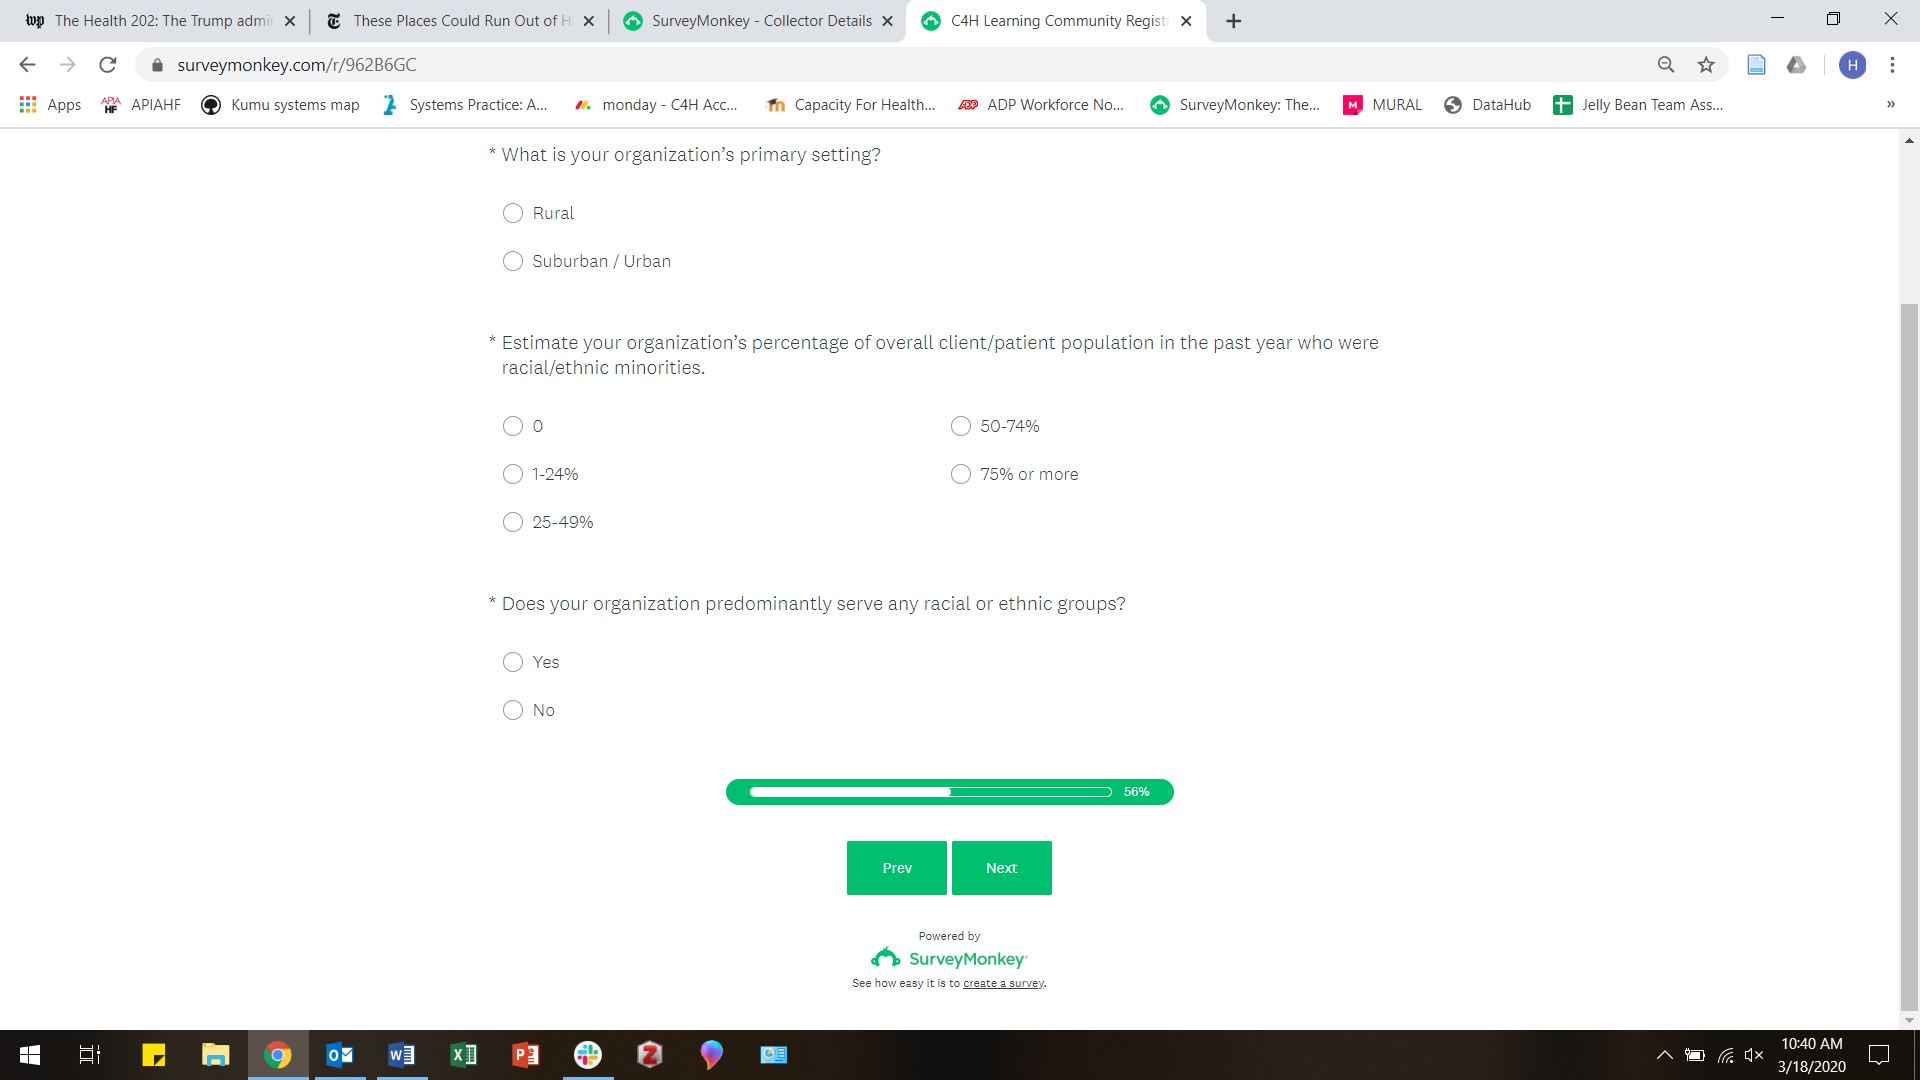 The Health 202: The Trump admin
These Places Could Run Out of H
SurveyMonkey - Collector Details
C4H Learning Community Registr
surveymonkey.com/r/962B6GC
H
Apps
APIAHF
Kumu systems map
Systems Practice: A...
monday - C4H Acc...
Capacity For Health...
ADP Workforce No...
SurveyMonkey: The...
MURAL
DataHub
Jelly Bean Team Ass...
»
* What is your organization’s primary setting?
Rural
Suburban / Urban
* Estimate your organization’s percentage of overall client/patient population in the past year who were
racial/ethnic minorities.
0
50-74%
1-24%
75% or more
25-49%
* Does your organization predominantly serve any racial or ethnic groups?
Yes
No
56%
Prev
Next
Powered by
SurveyMonkey
See how easy it is to create a survey.
10:40 AM
3/18/2020